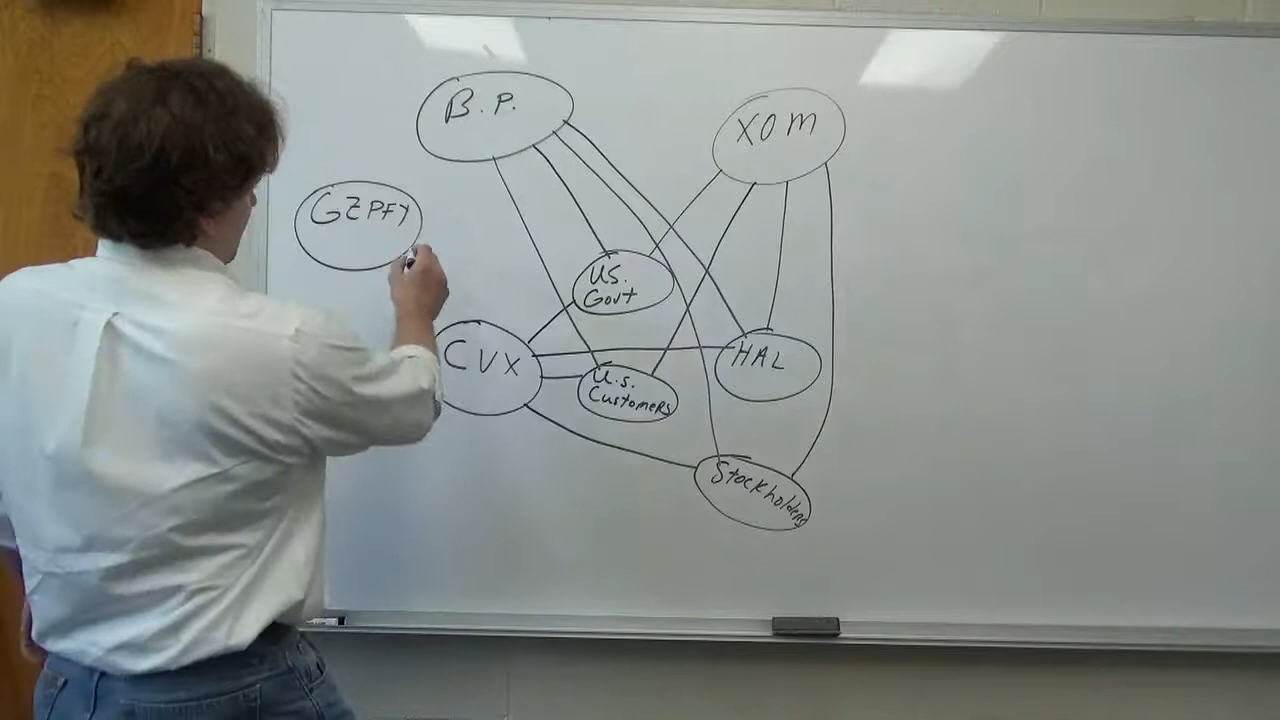 B.P.
XOM
GZPFY
U.S.
Govt
CVX
HAL
U.S.
Customers
Stockholders